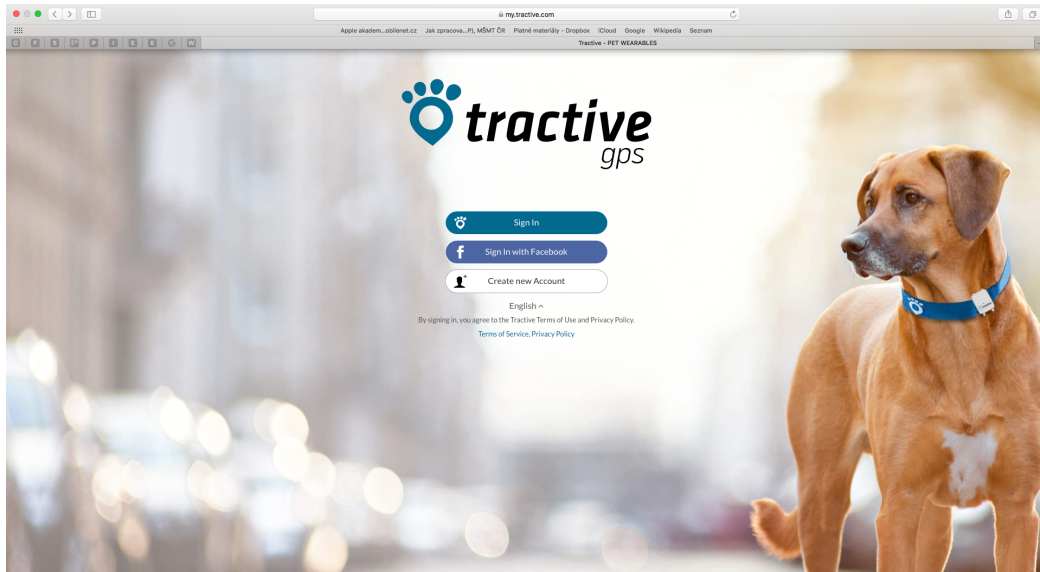 my.tractive.com
Apple akadem...oblienet.cz Jak zpracova...P), MŠMT ČR Platné materiály - Dropbox iCloud Google Wikipedia Seznam
Tractive - PET WEARABLES
tractive
gps
Sign In
f Sign In with Facebook
Create new Account
English
By signing in, you agree to the Tractive Terms of Use and Privacy Policy.
Terms of Service, Privacy Policy